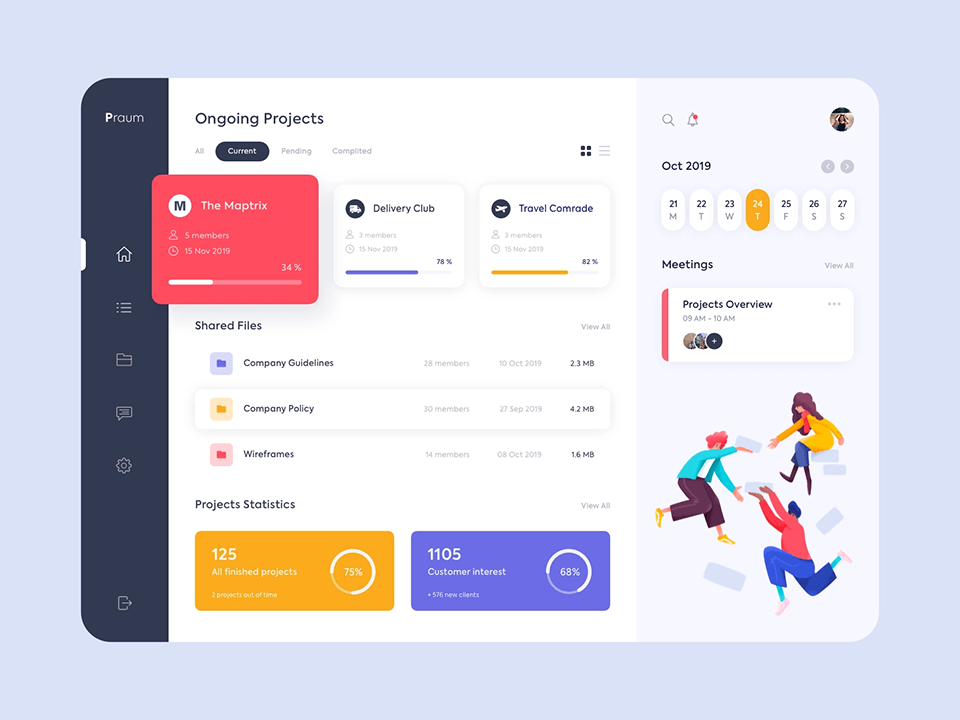 Praum
Ongoing Projects
All Current Pending Complited
M The Maptrix
5 members
15 Nov 2019
34 %
Delivery Club
3 members
15 Nov 2019
78 %
Travel Comrade
3 members
15 Nov 2019
82 %
Shared Files View All
Company Guidelines 28 members 10 Oct 2019 2.3 MB
Company Policy 30 members 27 Sep 2019 4.2 MB
Wireframes 14 members 08 Oct 2019 1.6 MB
Projects Statistics View All
125
All finished projects
2 projects out of time
75%
1105
Customer interest
+ 576 new clients
68%
Oct 2019
21 22 23 24 25 26 27
M T W T F S S
Meetings View All
Projects Overview
09 AM - 10 AM
+